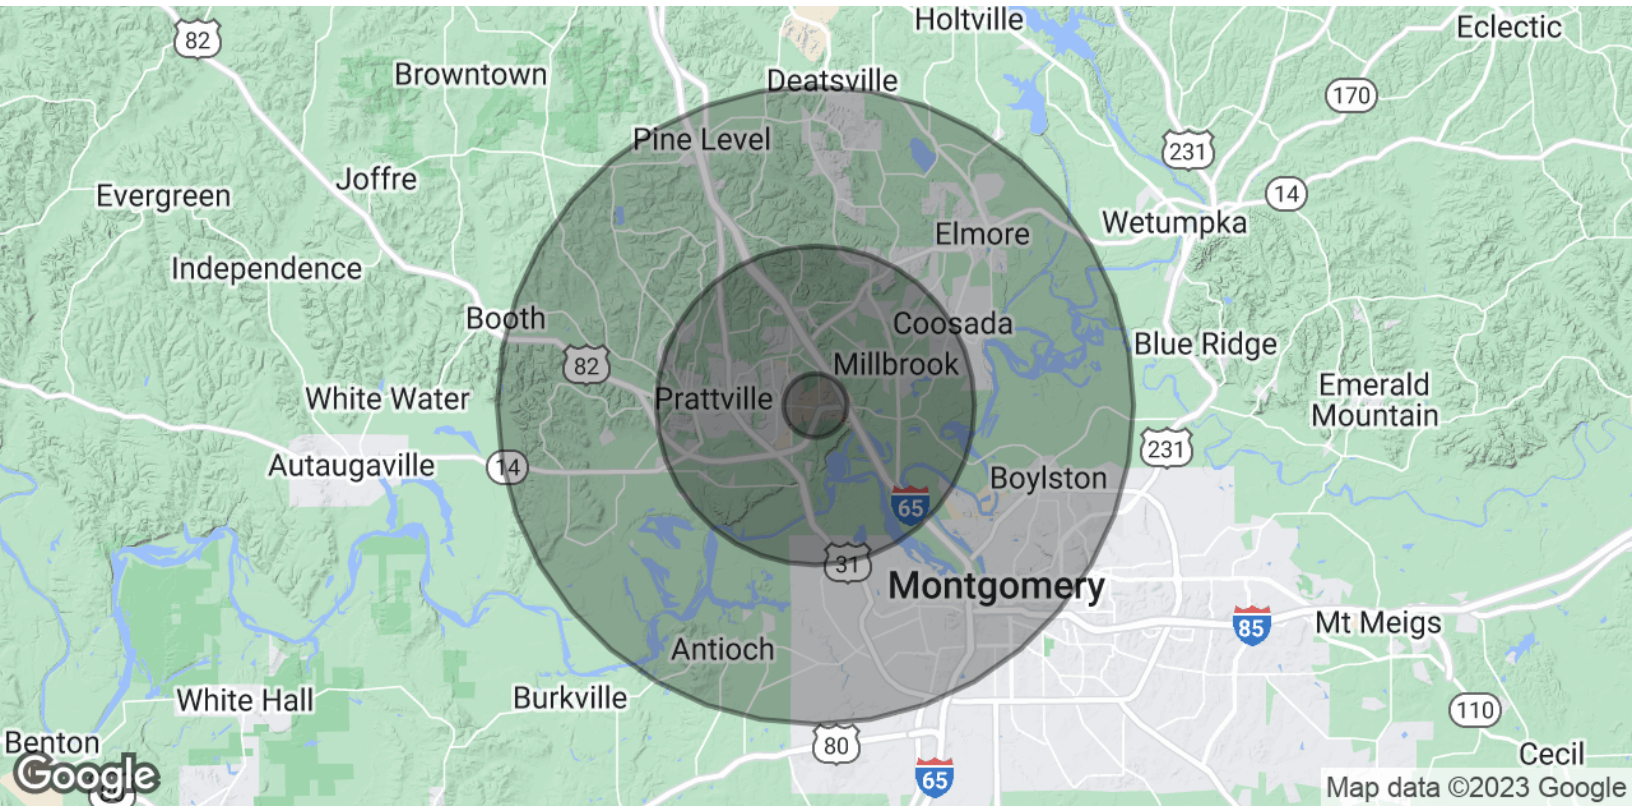 Holtville
Eclectic
82
Browntown
Deatsville
170
Pine Level
231
Joffre
Evergreen
14
Wetumpka
Elmore
Independence
Booth
Coosada
Blue Ridge
82
Millbrook
White Water
Prattville
Emerald
Mountain
231
Autaugaville
14
Boylston
65
31
Montgomery
85
Mt Meigs
Antioch
White Hall
Burkville
110
Benton
80
Cecil
Google
65
Map data ©2023 Google